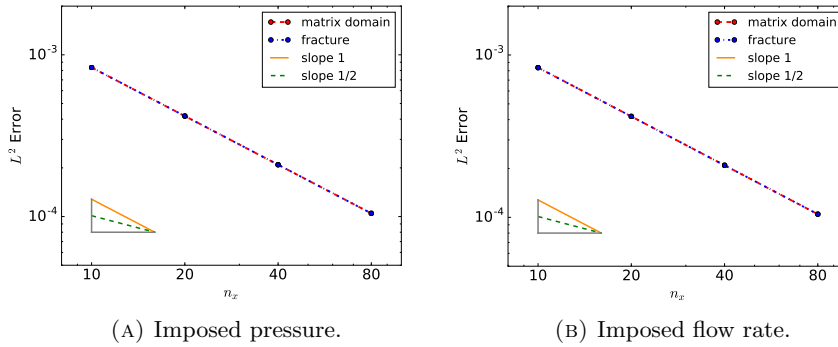 10⁻³
10⁻⁴
L² Error
10 20 40 80
n_x
matrix domain
fracture
slope 1
slope 1/2
(A) Imposed pressure.
10⁻³
10⁻⁴
L² Error
10 20 40 80
n_x
matrix domain
fracture
slope 1
slope 1/2
(B) Imposed flow rate.